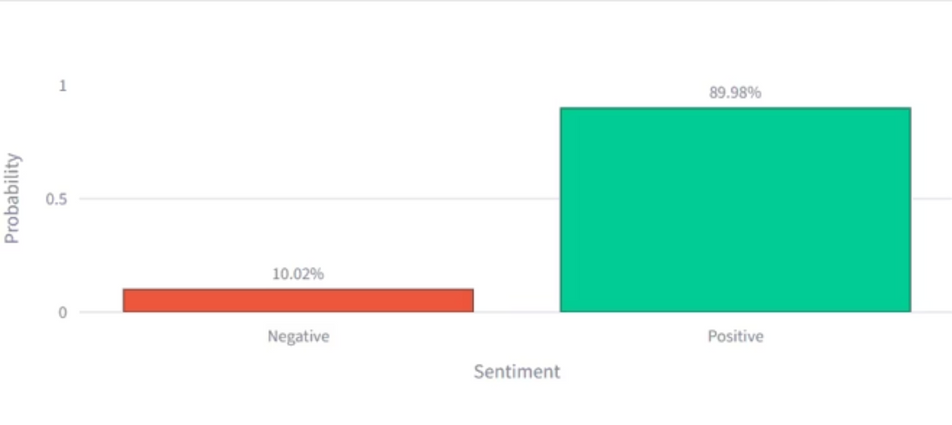 1
89.98%
Probability
0.5
10.02%
0
Negative
Positive
Sentiment